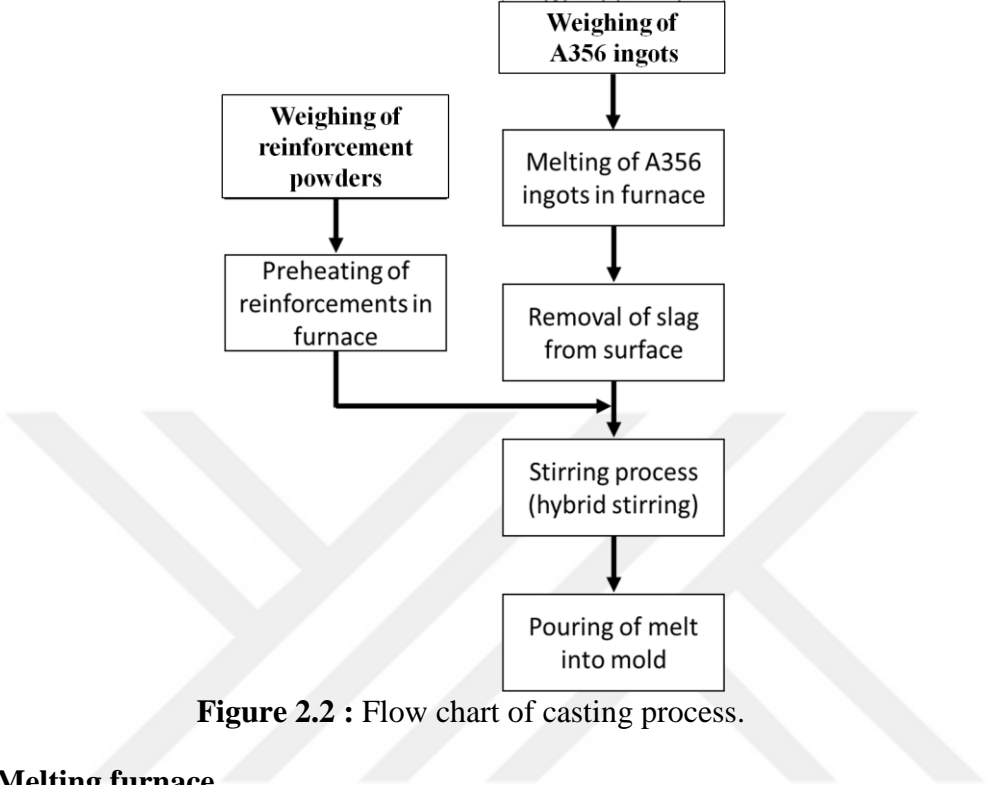 Weighing of
A356 ingots
Weighing of
reinforcement
powders
Melting of A356
ingots in furnace
Preheating of
reinforcements in
furnace
Removal of slag
from surface
Stirring process
(hybrid stirring)
Pouring of melt
into mold
Figure 2.2 : Flow chart of casting process.
Melting furnace